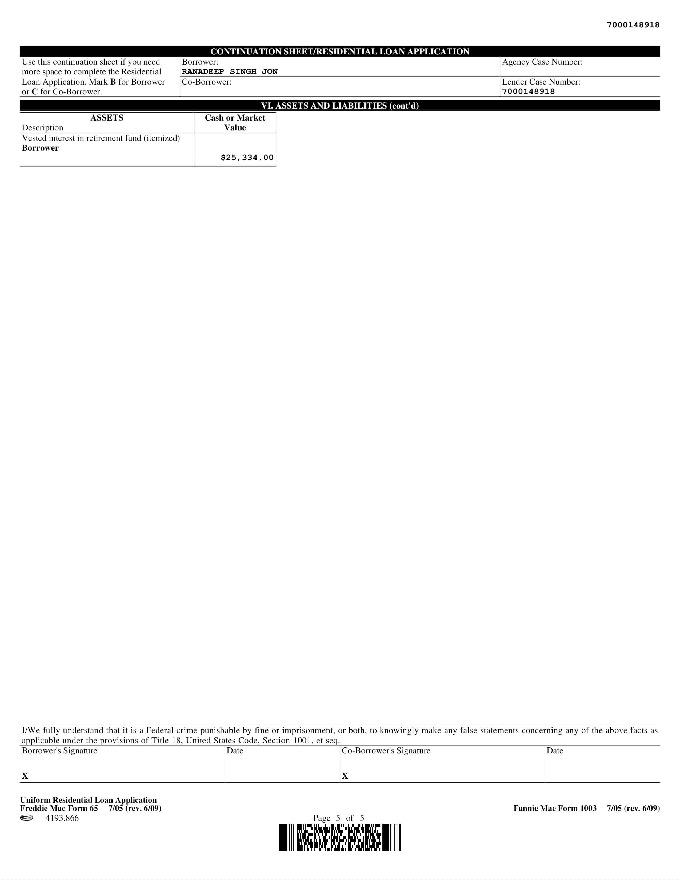 7000148918
CONTINUATION SHEET/RESIDENTIAL LOAN APPLICATION
Use this continuation sheet if you need
more space to complete the Residential
Loan Application. Mark B for Borrower
or C for Co-Borrower.
Borrower:
RANADEEP SINGH JON
Agency Case Number:
Co-Borrower:
Lender Case Number:
7000148918
VI. ASSETS AND LIABILITIES (cont'd)
ASSETS
Description
Cash or Market
Value
Vested interest in retirement fund (itemized)
Borrower
$25,334.00
I/We fully understand that it is a Federal crime punishable by fine or imprisonment, or both, to knowingly make any false statements concerning any of the above facts as
applicable under the provisions of Title 18, United States Code, Section 1001, et seq.
Borrower's Signature
Date
Co-Borrower's Signature
Date
X
X
Uniform Residential Loan Application
Freddie Mac Form 65 7/05 (rev. 6/09)
Fannie Mac Form 1003 7/05 (rev. 6/09)
4193.866
Page 5 of 5